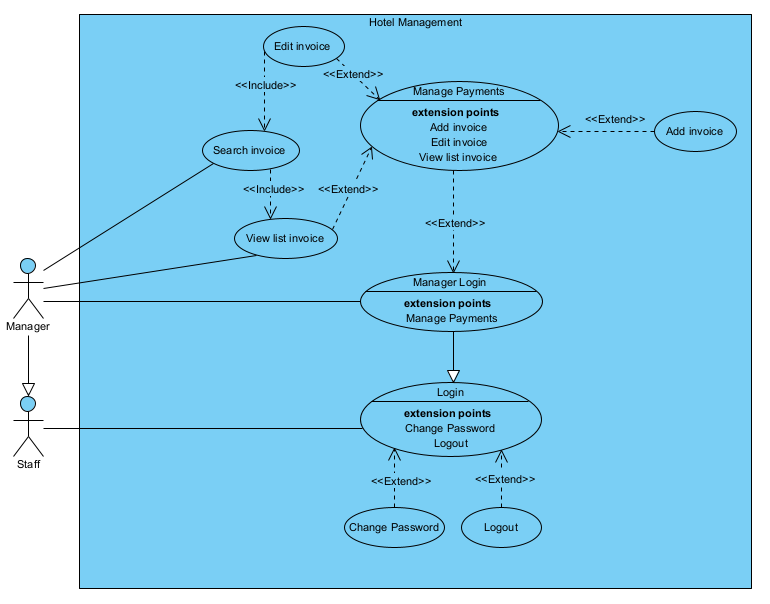 Hotel Management
Edit invoice
<<Include>>
<<Extend>>
Manage Payments
extension points
Add invoice
Edit invoice
View list invoice
<<Extend>>
Add invoice
Search invoice
<<Include>>
<<Extend>>
View list invoice
<<Extend>>
Manager
Manager Login
extension points
Manage Payments
Login
extension points
Change Password
Logout
Staff
<<Extend>>
<<Extend>>
Change Password
Logout